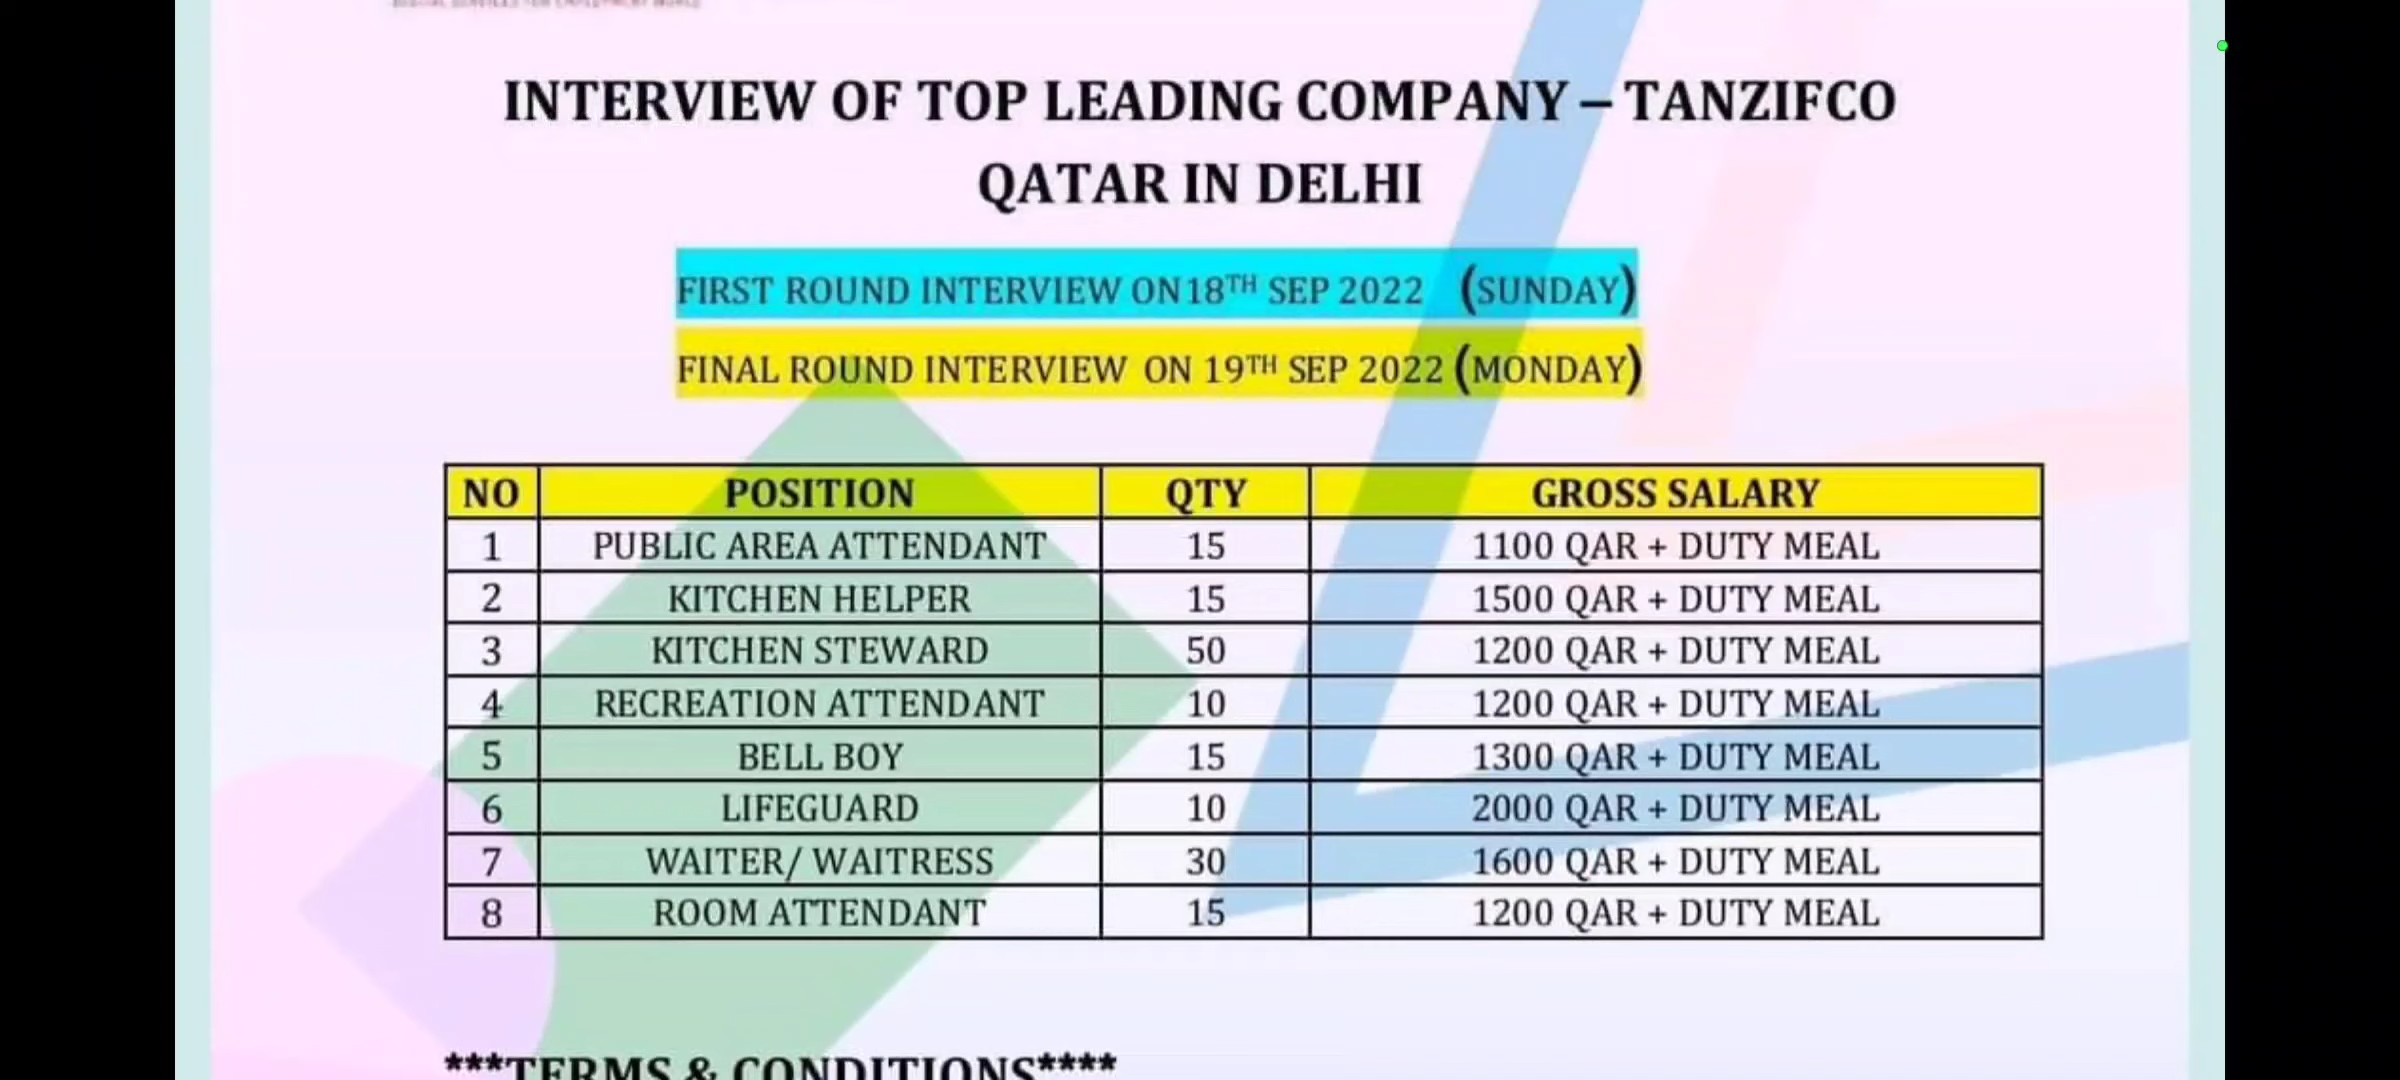 INTERVIEW OF TOP LEADING COMPANY – TANZIFCO
QATAR IN DELHI
FIRST ROUND INTERVIEW ON 18TH SEP 2022 (SUNDAY)
FINAL ROUND INTERVIEW ON 19TH SEP 2022 (MONDAY)
NO POSITION QTY GROSS SALARY
1 PUBLIC AREA ATTENDANT 15 1100 QAR + DUTY MEAL
2 KITCHEN HELPER 15 1500 QAR + DUTY MEAL
3 KITCHEN STEWARD 50 1200 QAR + DUTY MEAL
4 RECREATION ATTENDANT 10 1200 QAR + DUTY MEAL
5 BELL BOY 15 1300 QAR + DUTY MEAL
6 LIFEGUARD 10 2000 QAR + DUTY MEAL
7 WAITER/ WAITRESS 30 1600 QAR + DUTY MEAL
8 ROOM ATTENDANT 15 1200 QAR + DUTY MEAL
***TERMS & CONDITIONS****